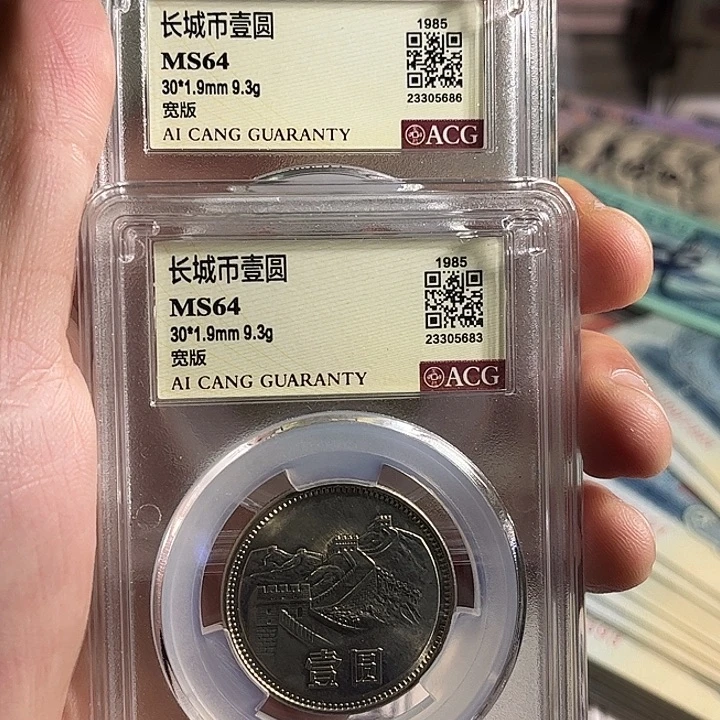 长城币壹圆
1985
MS64
30*1.9mm 9.3g
宽版
23305686
AI CANG GUARANTY
ACG
长城币壹圆
1985
MS64
30*1.9mm 9.3g
宽版
23305683
AI CANG GUARANTY
ACG
壹圆